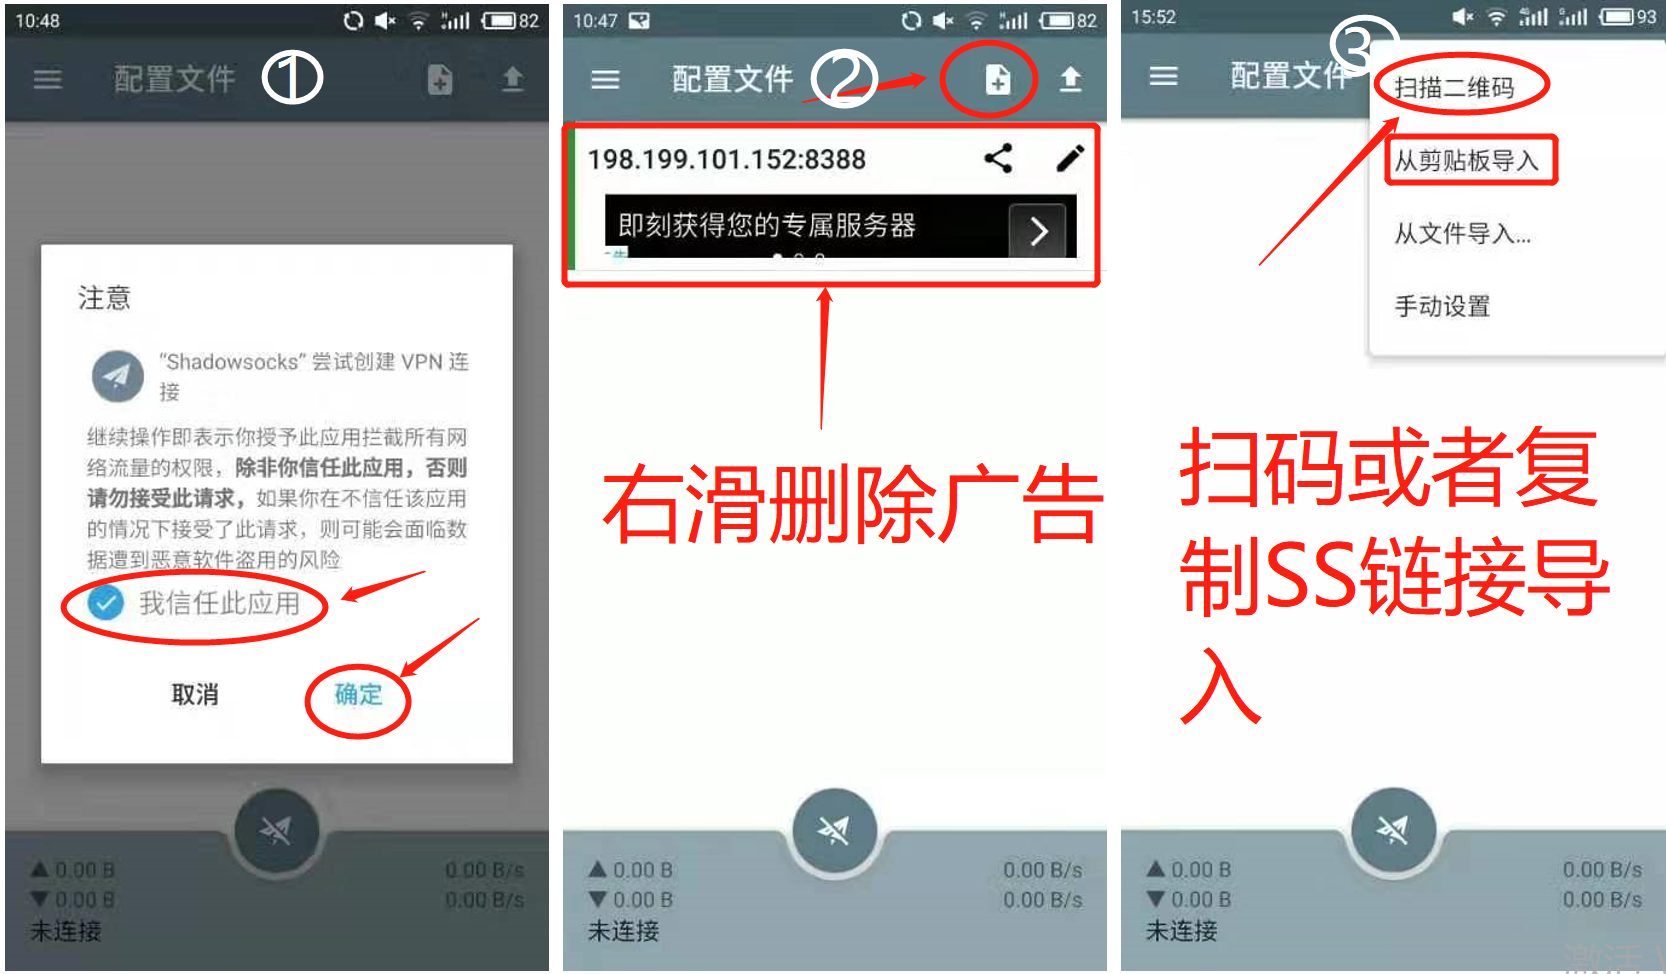 10:48
82
配置文件
①
注意
“Shadowsocks” 尝试创建 VPN 连
接
继续操作即表示你授予此应用拦截所有网
络流量的权限，除非你信任此应用，否则
请勿接受此请求，如果你在不信任该应用
的情况下接受了此请求，则可能会面临数
据遭到恶意软件盗用的风险
我信任此应用
取消
确定
▲ 0.00 B
0.00 B/s
▼ 0.00 B
0.00 B/s
未连接
10:47
82
配置文件
②
198.199.101.152:8388
即刻获得您的专属服务器
右滑删除广告
▲ 0.00 B
0.00 B/s
▼ 0.00 B
0.00 B/s
未连接
15:52
93
配置文件
③
扫描二维码
从剪贴板导入
从文件导入...
手动设置
扫码或者复
制SS链接导
入
▲ 0.00 B
0.00 B/s
▼ 0.00 B
0.00 B/s
未连接
激活